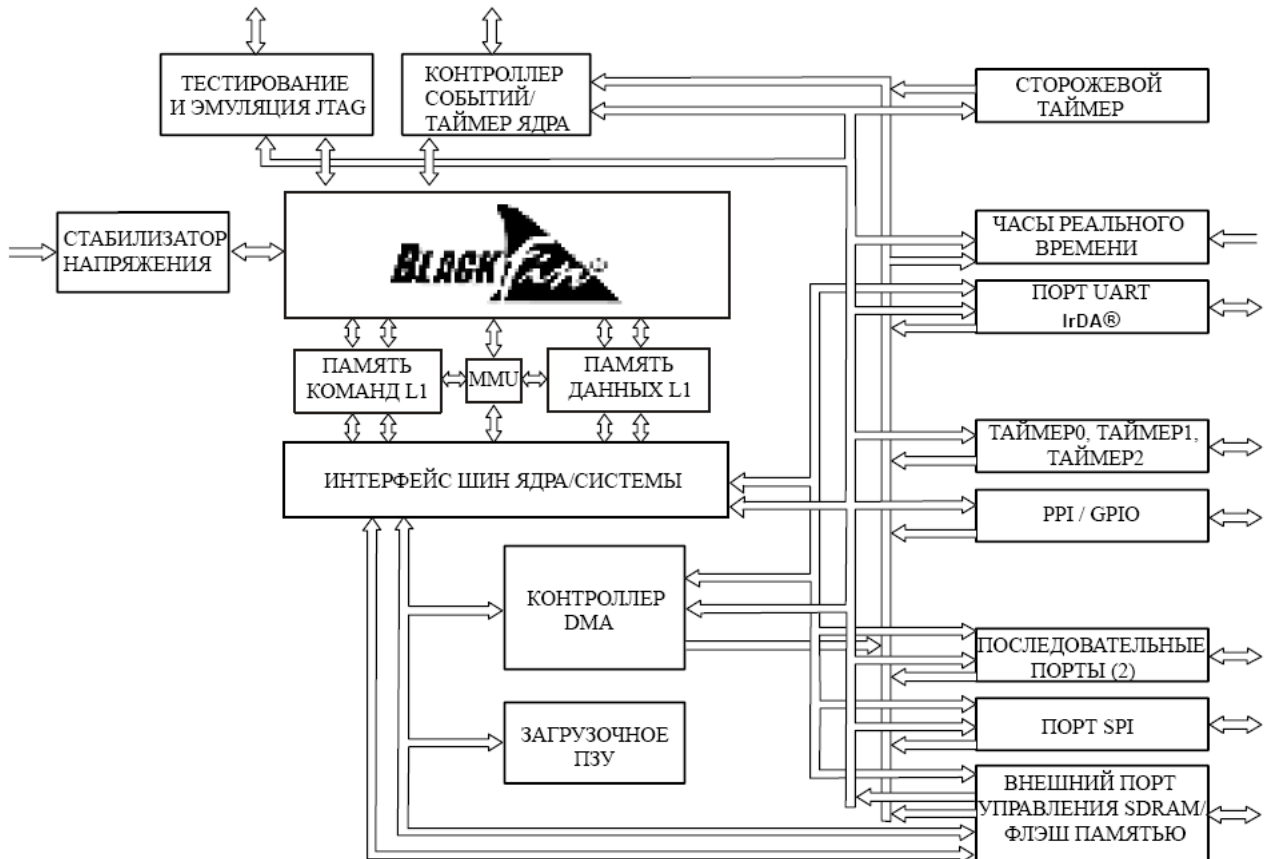 ТЕСТИРОВАНИЕ
И ЭМУЛЯЦИЯ JTAG
КОНТРОЛЛЕР
СОБЫТИЙ/
ТАЙМЕР ЯДРА
СТОРОЖЕВОЙ
ТАЙМЕР
СТАБИЛИЗАТОР
НАПРЯЖЕНИЯ
BLACKfin®
ЧАСЫ РЕАЛЬНОГО
ВРЕМЕНИ
ПОРТ UART
IrDA®
ПАМЯТЬ
КОМАНД L1
MMU
ПАМЯТЬ
ДАННЫХ L1
ТАЙМЕР0, ТАЙМЕР1,
ТАЙМЕР2
ИНТЕРФЕЙС ШИН ЯДРА/СИСТЕМЫ
PPI / GPIO
КОНТРОЛЛЕР
DMA
ПОСЛЕДОВАТЕЛЬНЫЕ
ПОРТЫ (2)
ЗАГРУЗОЧНОЕ
ПЗУ
ПОРТ SPI
ВНЕШНИЙ ПОРТ
УПРАВЛЕНИЯ SDRAM/
ФЛЭШ ПАМЯТЬЮ